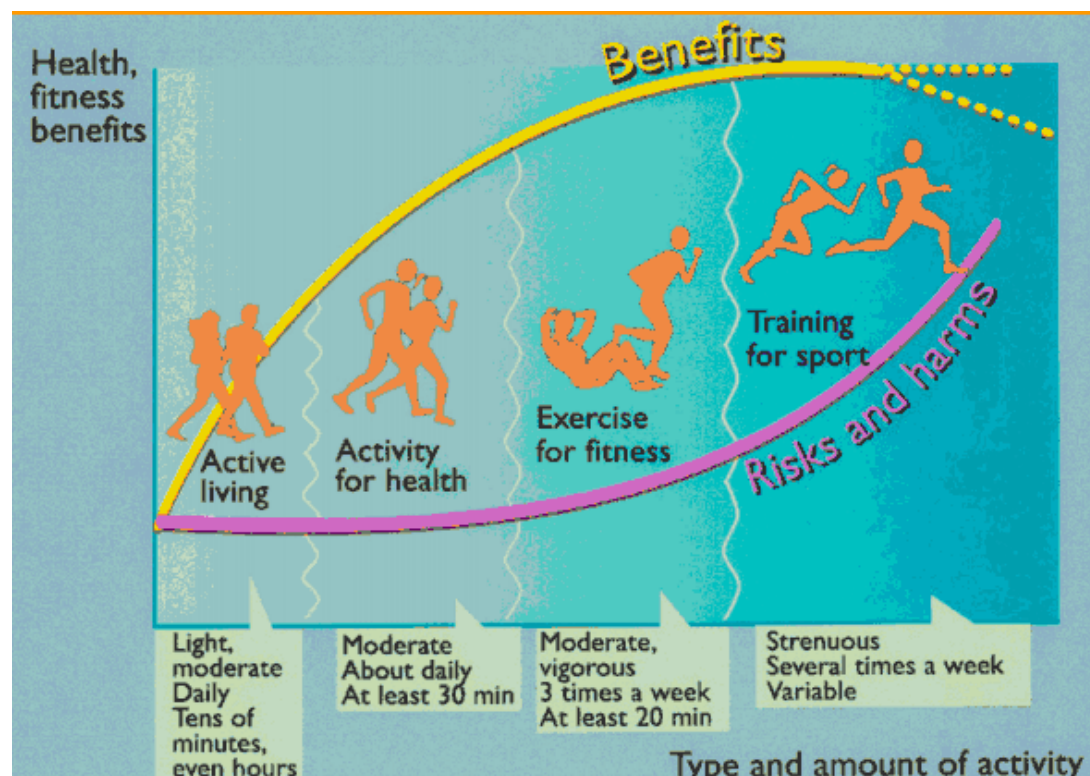 Health,
fitness
benefits
Benefits
Active
living
Activity
for health
Exercise
for fitness
Training
for sport
Risks and harms
Light,
moderate
Daily
Tens of
minutes,
even hours
Moderate
About daily
At least 30 min
Moderate,
vigorous
3 times a week
At least 20 min
Strenuous
Several times a week
Variable
Type and amount of activity